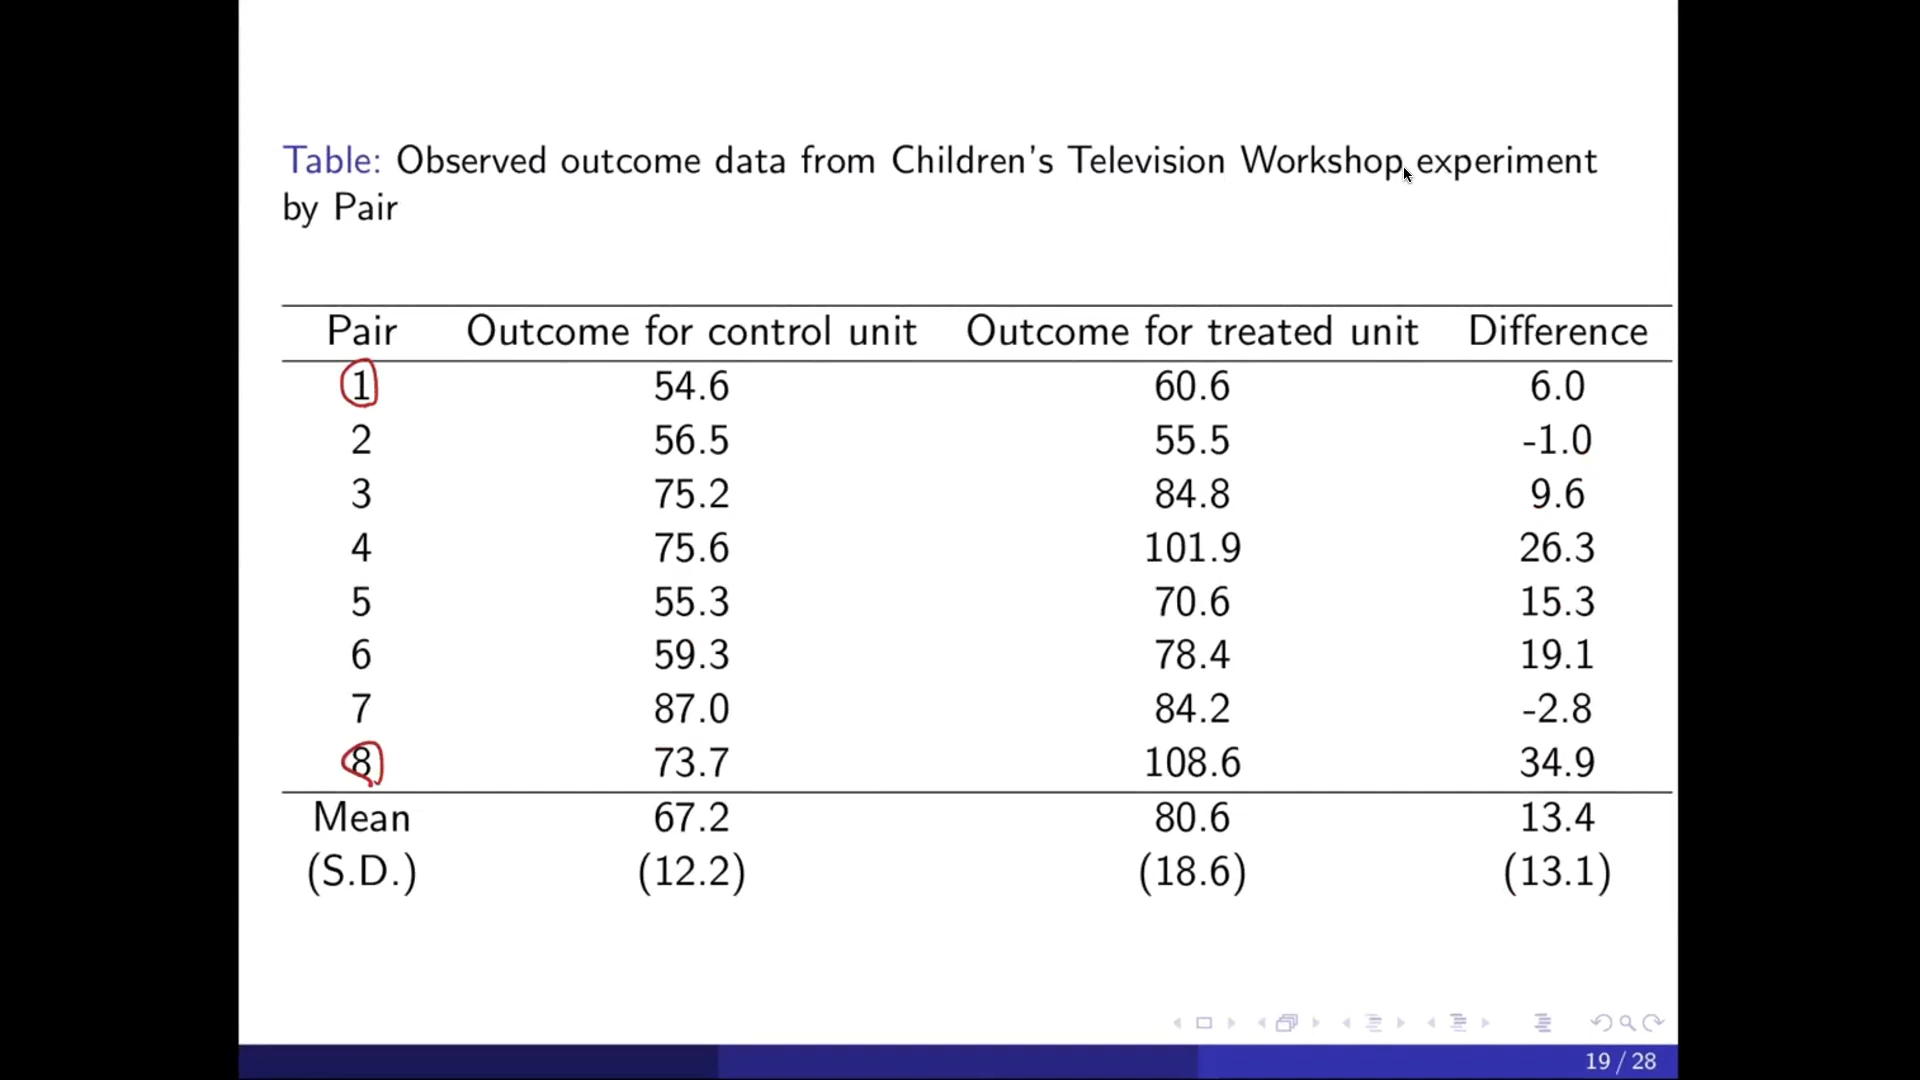 Table: Observed outcome data from Children's Television Workshop experiment
by Pair
Pair Outcome for control unit Outcome for treated unit Difference
1 54.6 60.6 6.0
2 56.5 55.5 -1.0
3 75.2 84.8 9.6
4 75.6 101.9 26.3
5 55.3 70.6 15.3
6 59.3 78.4 19.1
7 87.0 84.2 -2.8
8 73.7 108.6 34.9
Mean 67.2 80.6 13.4
(S.D.) (12.2) (18.6) (13.1)
19 / 28